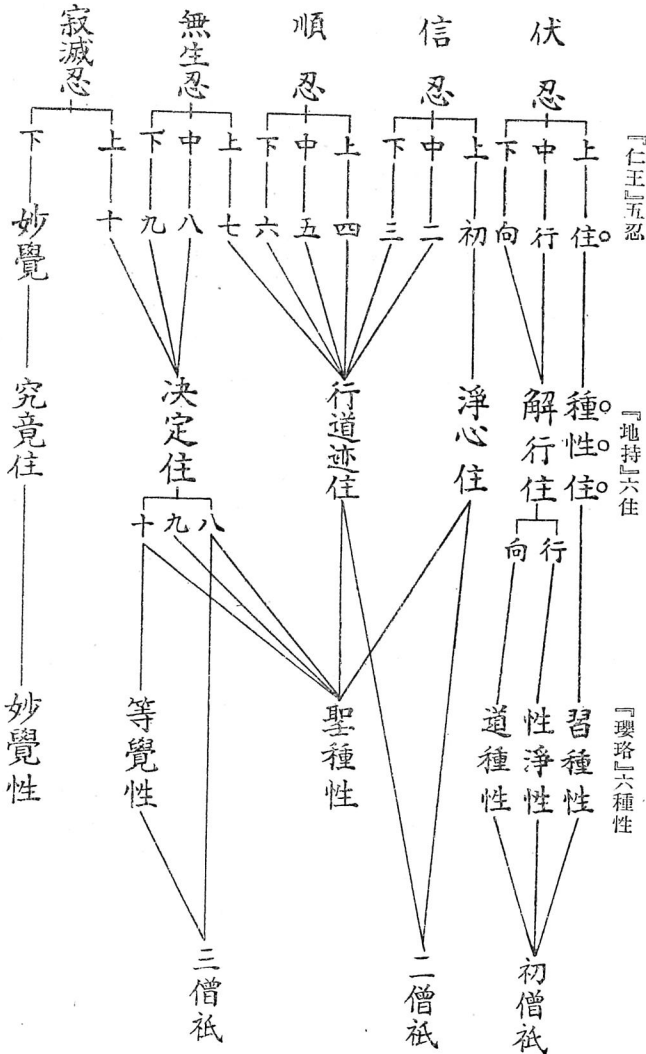 『仁王』五忍
伏忍
信忍
順忍
無生忍
寂滅忍
上 中 下
上 中 下
上 中 下
上 中 下
上 下
住○ 行 向
初 二 三
四 五 六
七 八 九
十 妙覺
『地持』六住
種○性○住○
解行住
行 向
淨心住
行道迹住
决定住
八 九 十
究竟住
『瓔珞』六種性
習種性
性淨性
道種性
聖種性
等覺性
妙覺性
初僧祇
二僧祇
三僧祇